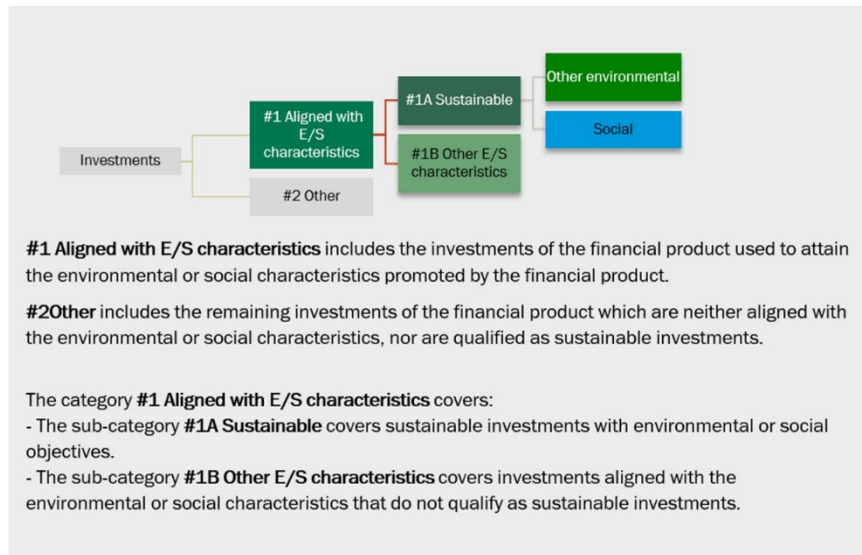 Other environmental
#1A Sustainable
#1 Aligned with
E/S
characteristics
Social
Investments
#1B Other E/S
characteristics
#2 Other
#1 Aligned with E/S characteristics includes the investments of the financial product used to attain
the environmental or social characteristics promoted by the financial product.
#2Other includes the remaining investments of the financial product which are neither aligned with
the environmental or social characteristics, nor are qualified as sustainable investments.
The category #1 Aligned with E/S characteristics covers:
- The sub-category #1A Sustainable covers sustainable investments with environmental or social
objectives.
- The sub-category #1B Other E/S characteristics covers investments aligned with the
environmental or social characteristics that do not qualify as sustainable investments.